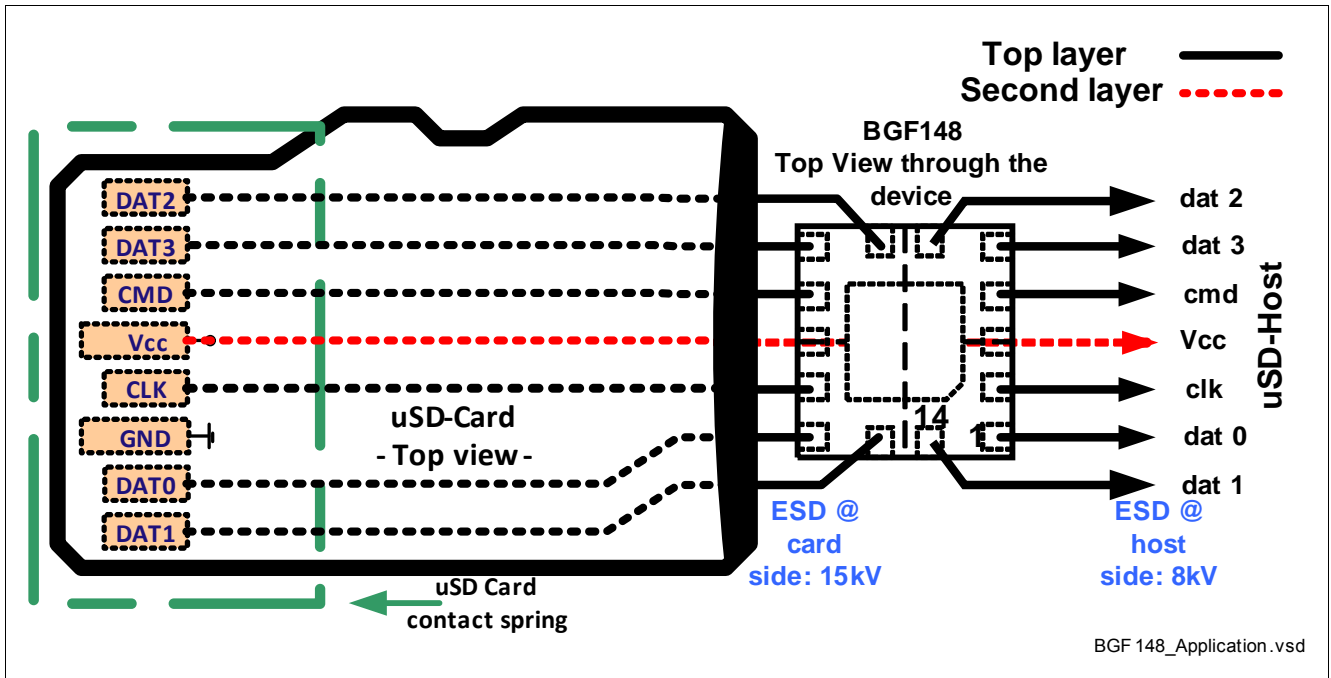 Top layer
Second layer
BGF148
Top View through the
device
DAT2
DAT3
CMD
Vcc
CLK
GND
DAT0
DAT1
uSD-Card
- Top view -
14
1
dat 2
dat 3
cmd
Vcc
clk
dat 0
dat 1
uSD-Host
ESD @
card
side: 15kV
ESD @
host
side: 8kV
uSD Card
contact spring
BGF 148_Application.vsd